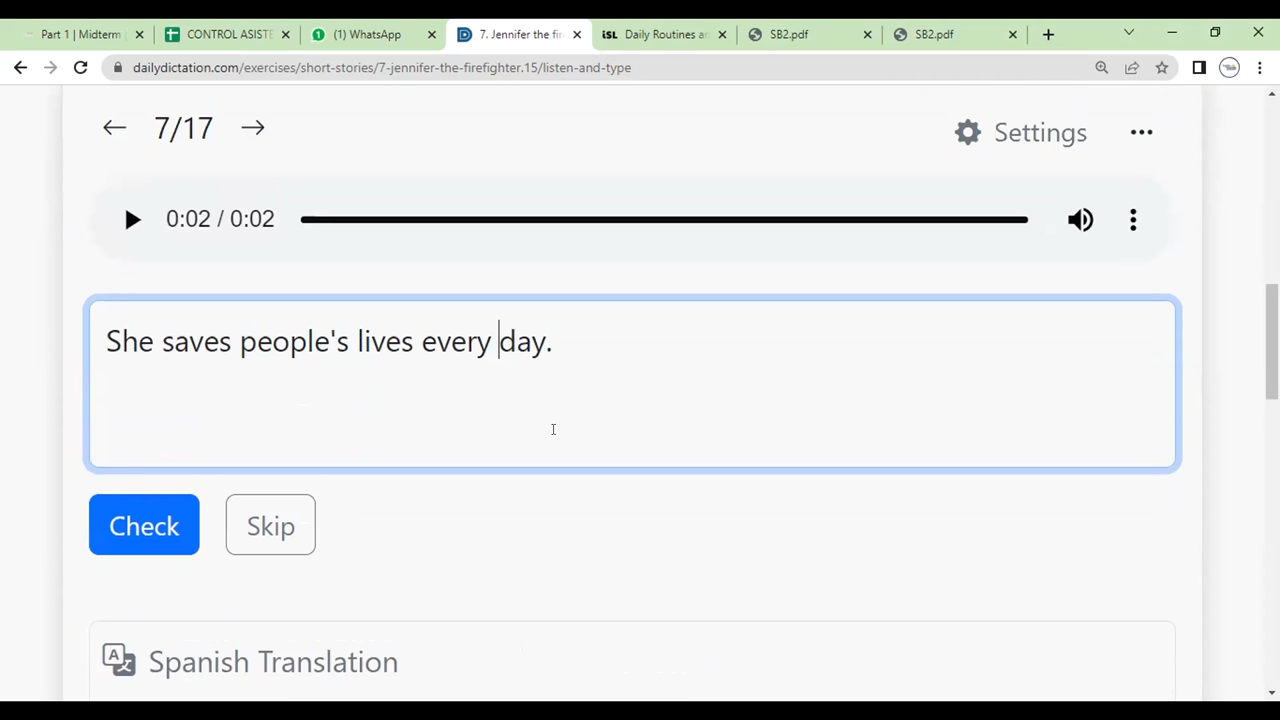 Part 1 | Midterm
CONTROL ASISTE
(1) WhatsApp
7. Jennifer the fir
iSL Daily Routines an
SB2.pdf
SB2.pdf
dailydictation.com/exercises/short-stories/7-jennifer-the-firefighter.15/listen-and-type
7/17
Settings
0:02 / 0:02
She saves people's lives every day.
Check
Skip
Spanish Translation